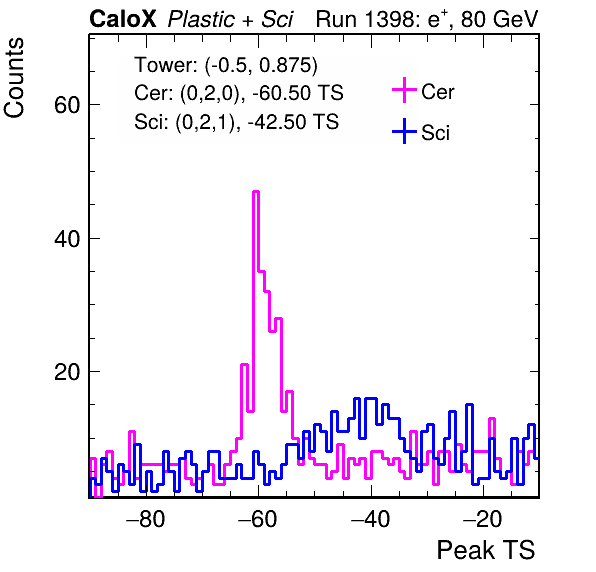 CaloX Plastic + Sci Run 1398: e+, 80 GeV
Counts
Tower: (-0.5, 0.875)
Cer: (0,2,0), -60.50 TS
Sci: (0,2,1), -42.50 TS
Cer
Sci
60
40
20
−80 −60 −40 −20
Peak TS